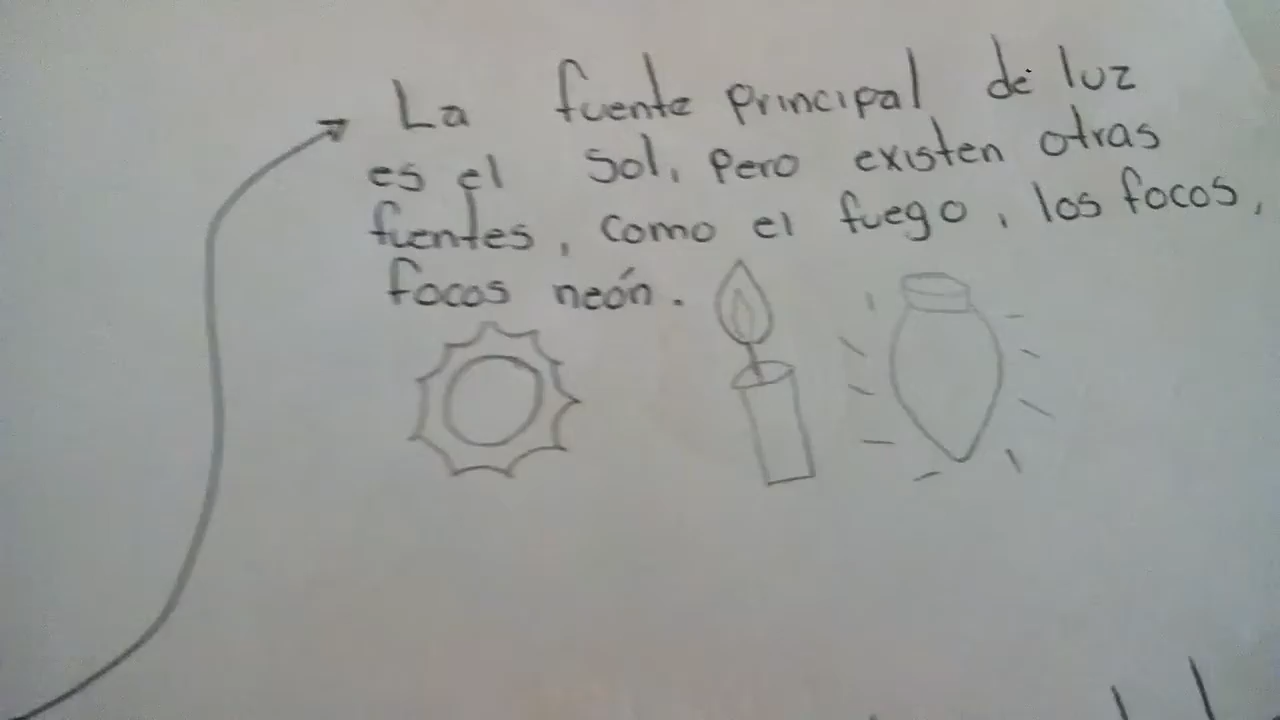 La fuente principal de luz
es el sol, pero existen otras
fuentes, como el fuego, los focos,
focos neón.